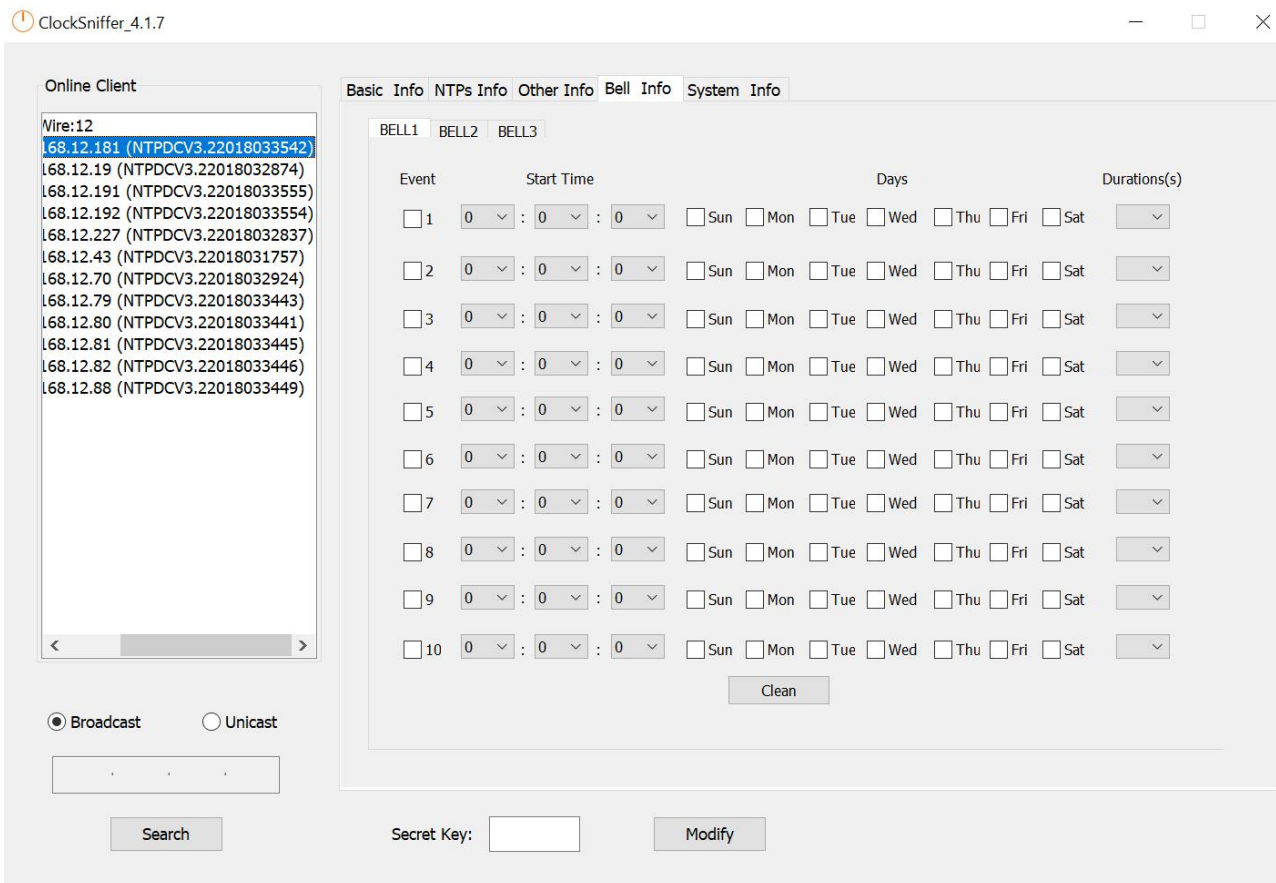 ClockSniffer_4.1.7
Online Client
Wire:12
168.12.181 (NTPDCV3.22018033542)
168.12.19 (NTPDCV3.22018032874)
168.12.191 (NTPDCV3.22018033555)
168.12.192 (NTPDCV3.22018033554)
168.12.227 (NTPDCV3.22018032837)
168.12.43 (NTPDCV3.22018031757)
168.12.70 (NTPDCV3.22018032924)
168.12.79 (NTPDCV3.22018033443)
168.12.80 (NTPDCV3.22018033441)
168.12.81 (NTPDCV3.22018033445)
168.12.82 (NTPDCV3.22018033446)
168.12.88 (NTPDCV3.22018033449)
Broadcast Unicast
Search
Basic Info NTPs Info Other Info Bell Info System Info
BELL1 BELL2 BELL3
Event Start Time Days Durations(s)
1 0 : 0 : 0 Sun Mon Tue Wed Thu Fri Sat
2 0 : 0 : 0 Sun Mon Tue Wed Thu Fri Sat
3 0 : 0 : 0 Sun Mon Tue Wed Thu Fri Sat
4 0 : 0 : 0 Sun Mon Tue Wed Thu Fri Sat
5 0 : 0 : 0 Sun Mon Tue Wed Thu Fri Sat
6 0 : 0 : 0 Sun Mon Tue Wed Thu Fri Sat
7 0 : 0 : 0 Sun Mon Tue Wed Thu Fri Sat
8 0 : 0 : 0 Sun Mon Tue Wed Thu Fri Sat
9 0 : 0 : 0 Sun Mon Tue Wed Thu Fri Sat
10 0 : 0 : 0 Sun Mon Tue Wed Thu Fri Sat
Clean
Secret Key: Modify